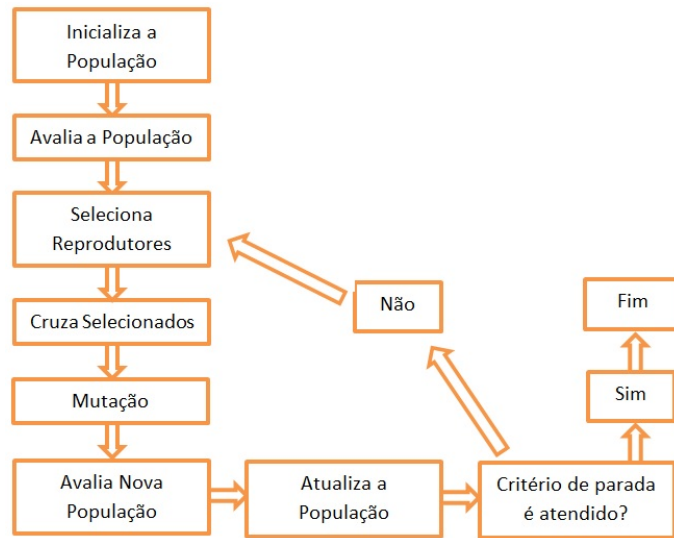 Inicializa a
População
Avalia a População
Seleciona
Reprodutores
Cruza Selecionados
Mutação
Avalia Nova
População
Atualiza a
População
Critério de parada
é atendido?
Não
Sim
Fim